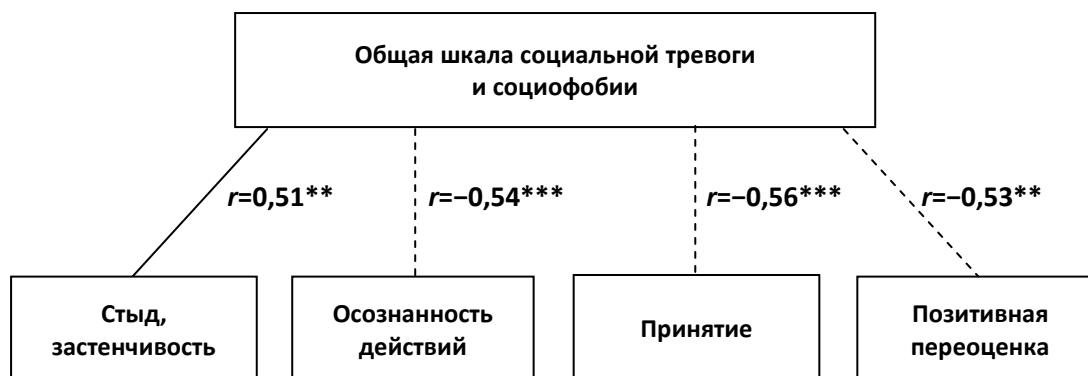 Общая шкала социальной тревоги
и социофобии
r=0,51**
r=−0,54***
r=−0,56***
r=−0,53**
Стыд,
застенчивость
Осознанность
действий
Принятие
Позитивная
переоценка